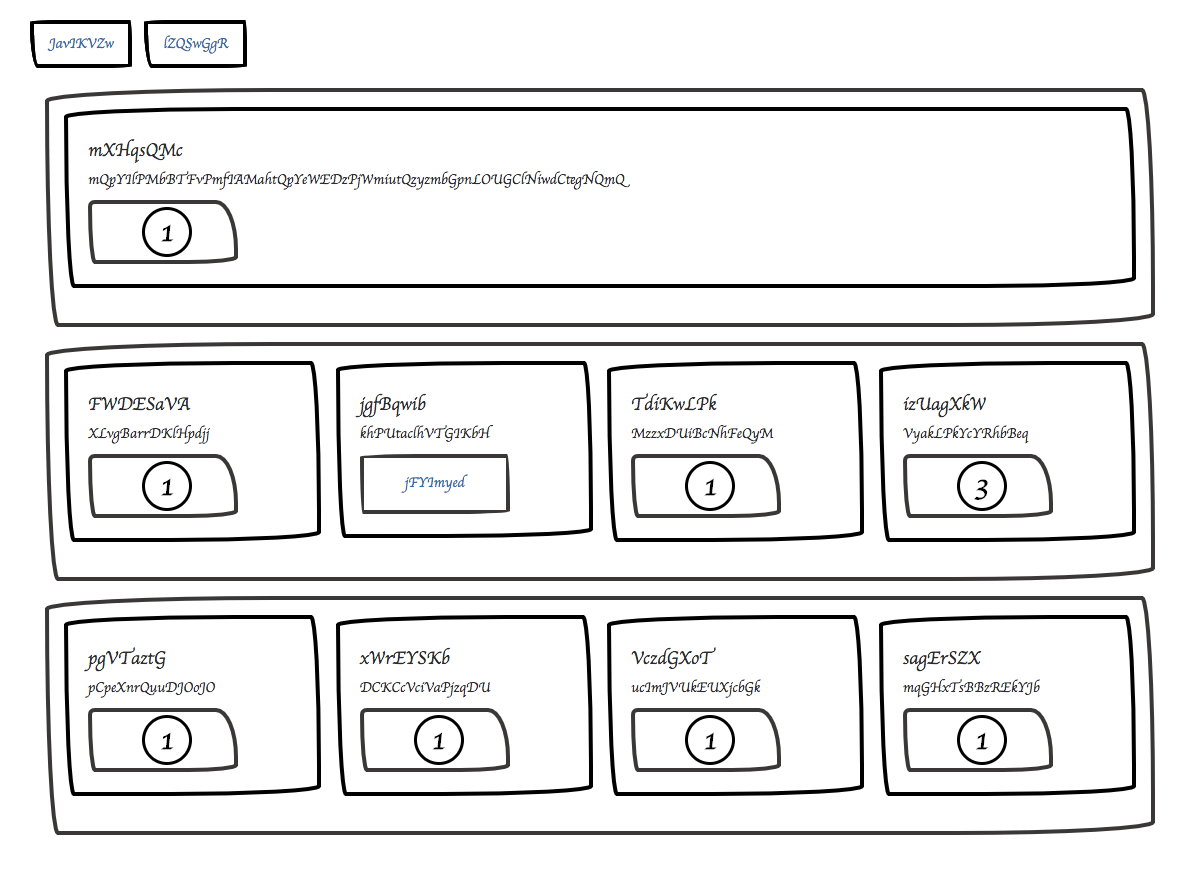 JavIKVZw lZQSwGgR
mXHqsQMc
mQpYIlPMbBTFvPmfIAMahtQpYeWEDzPjWmiutQzyzmbGpnLOUGClNiwdCtegNQmQ
1
FWDESaVA jgfBqwib TdiKwLPk izUagXkW
XLvgBarrDKlHpdjj khPUtaclhVTGIKbH MzzxDUiBcNhFeQyM VyakLPkYcYRhbBeq
1 jFYImyed 1 3
pgVTaztG xWrEYSKb VczdGXoT sagErSZX
pCpeXnrQyuDJOoJO DCKCcVciVaPjzqDU ucImJVUkEUXjcbGk mqGHxTsBBzREkYJb
1 1 1 1